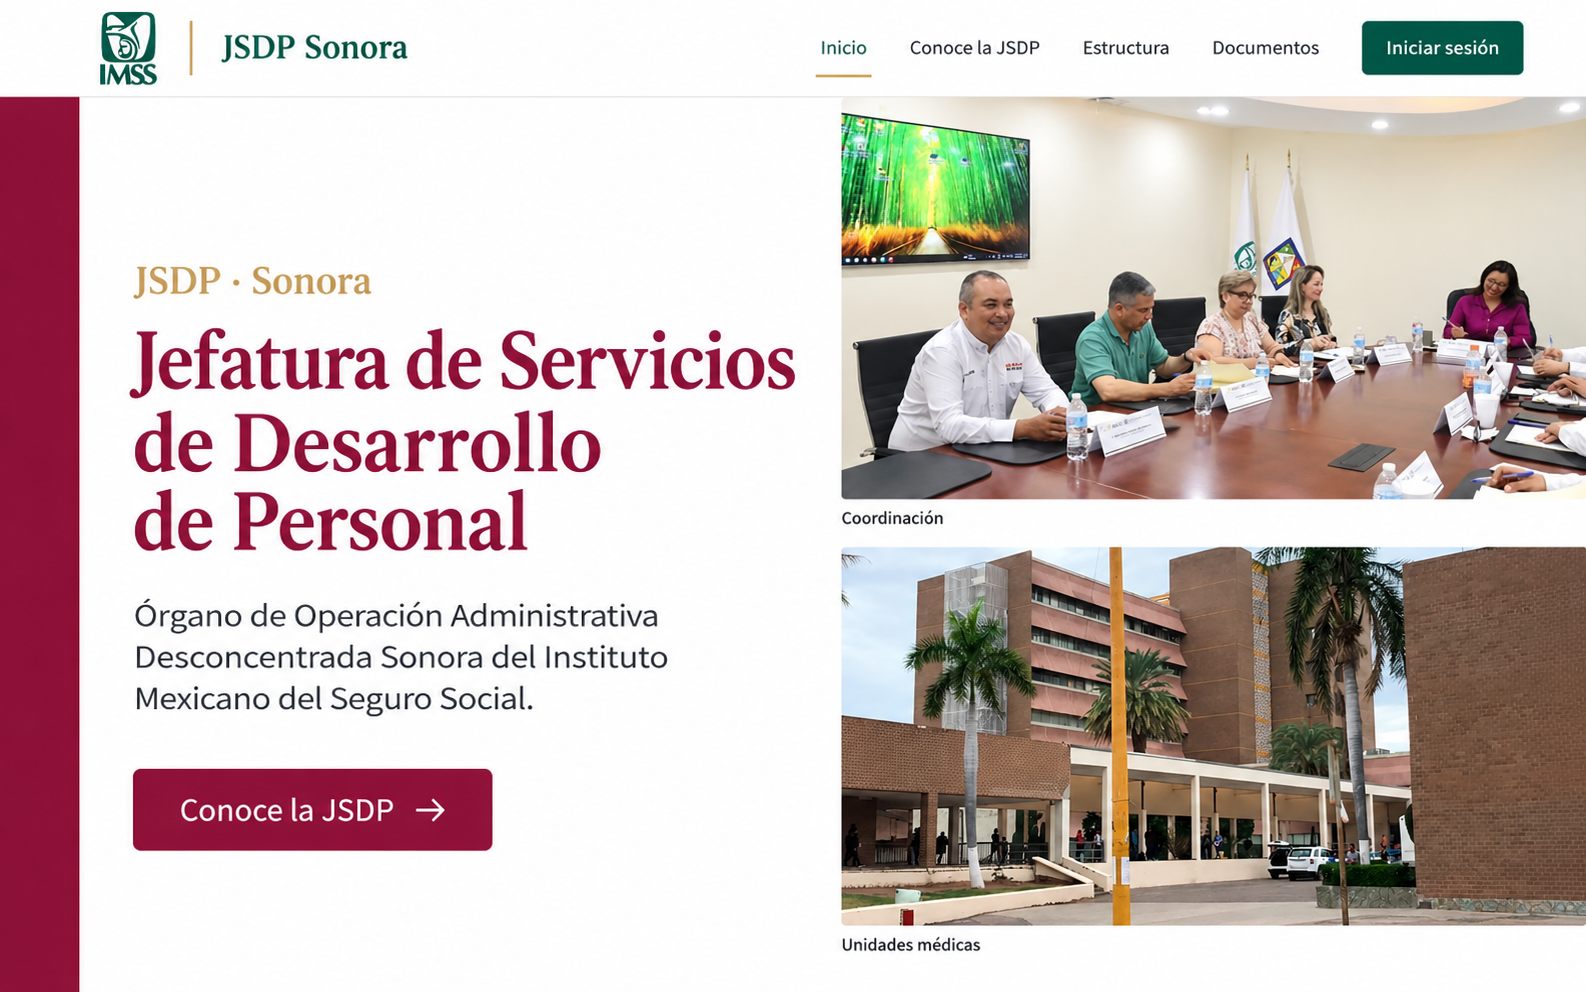 IMSS
JSDP Sonora
Inicio
Conoce la JSDP
Estructura
Documentos
Iniciar sesión
JSDP · Sonora
Jefatura de Servicios
de Desarrollo
de Personal
Órgano de Operación Administrativa
Desconcentrada Sonora del Instituto
Mexicano del Seguro Social.
Conoce la JSDP →
Coordinación
Unidades médicas